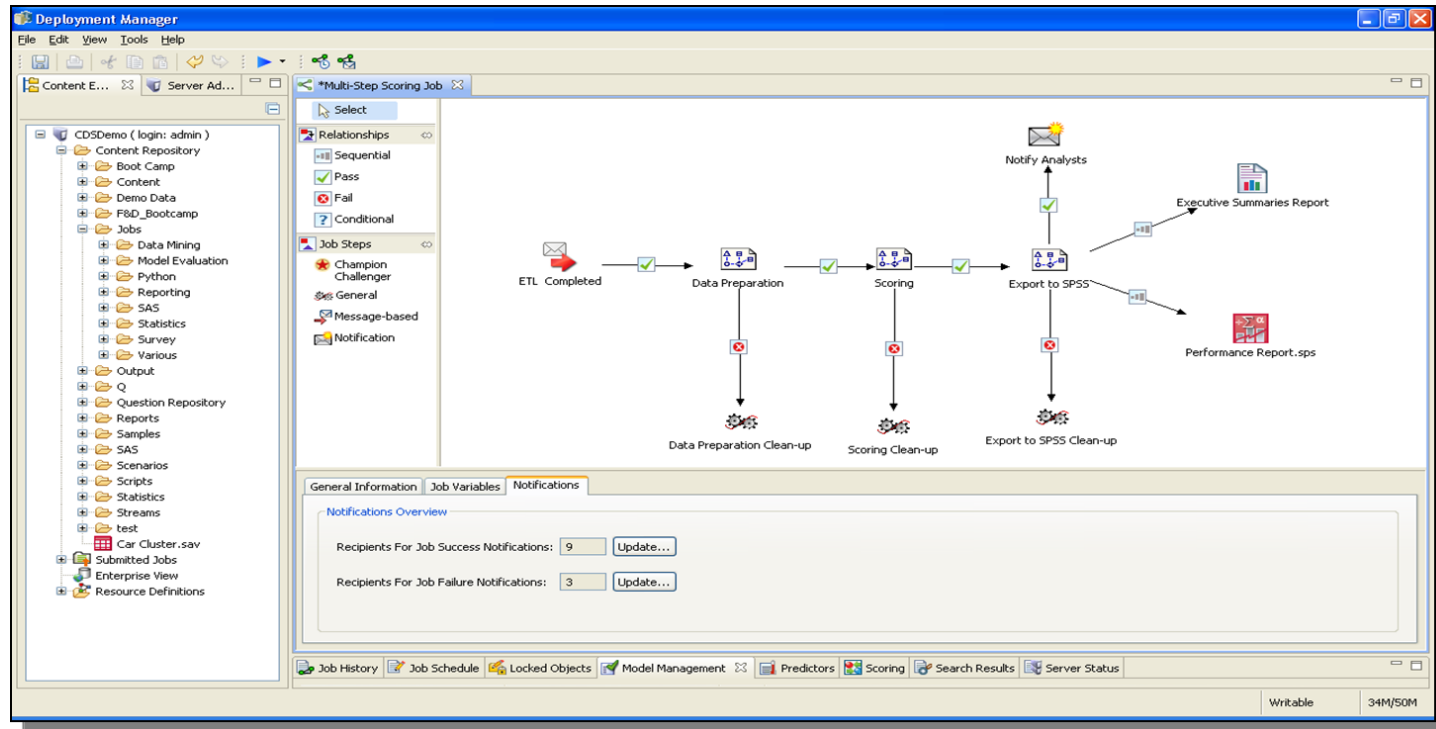 Deployment Manager
File Edit View Tools Help
Content E... Server Ad...
CDSDemo ( login: admin )
Content Repository
Boot Camp
Content
Demo Data
F&D_Bootcamp
Jobs
Data Mining
Model Evaluation
Python
Reporting
SAS
Statistics
Survey
Various
Output
Q
Question Repository
Reports
Samples
SAS
Scenarios
Scripts
Statistics
Streams
test
Car Cluster.sav
Submitted Jobs
Enterprise View
Resource Definitions
*Multi-Step Scoring Job
Select
Relationships
Sequential
Pass
Fail
Conditional
Job Steps
Champion
Challenger
General
Message-based
Notification
Notify Analysts
Executive Summaries Report
ETL Completed
Data Preparation
Scoring
Export to SPSS
Performance Report.sps
Data Preparation Clean-up
Scoring Clean-up
Export to SPSS Clean-up
General Information Job Variables Notifications
Notifications Overview
Recipients For Job Success Notifications: 9 Update...
Recipients For Job Failure Notifications: 3 Update...
Job History Job Schedule Locked Objects Model Management Predictors Scoring Search Results Server Status
Writable 34M/50M